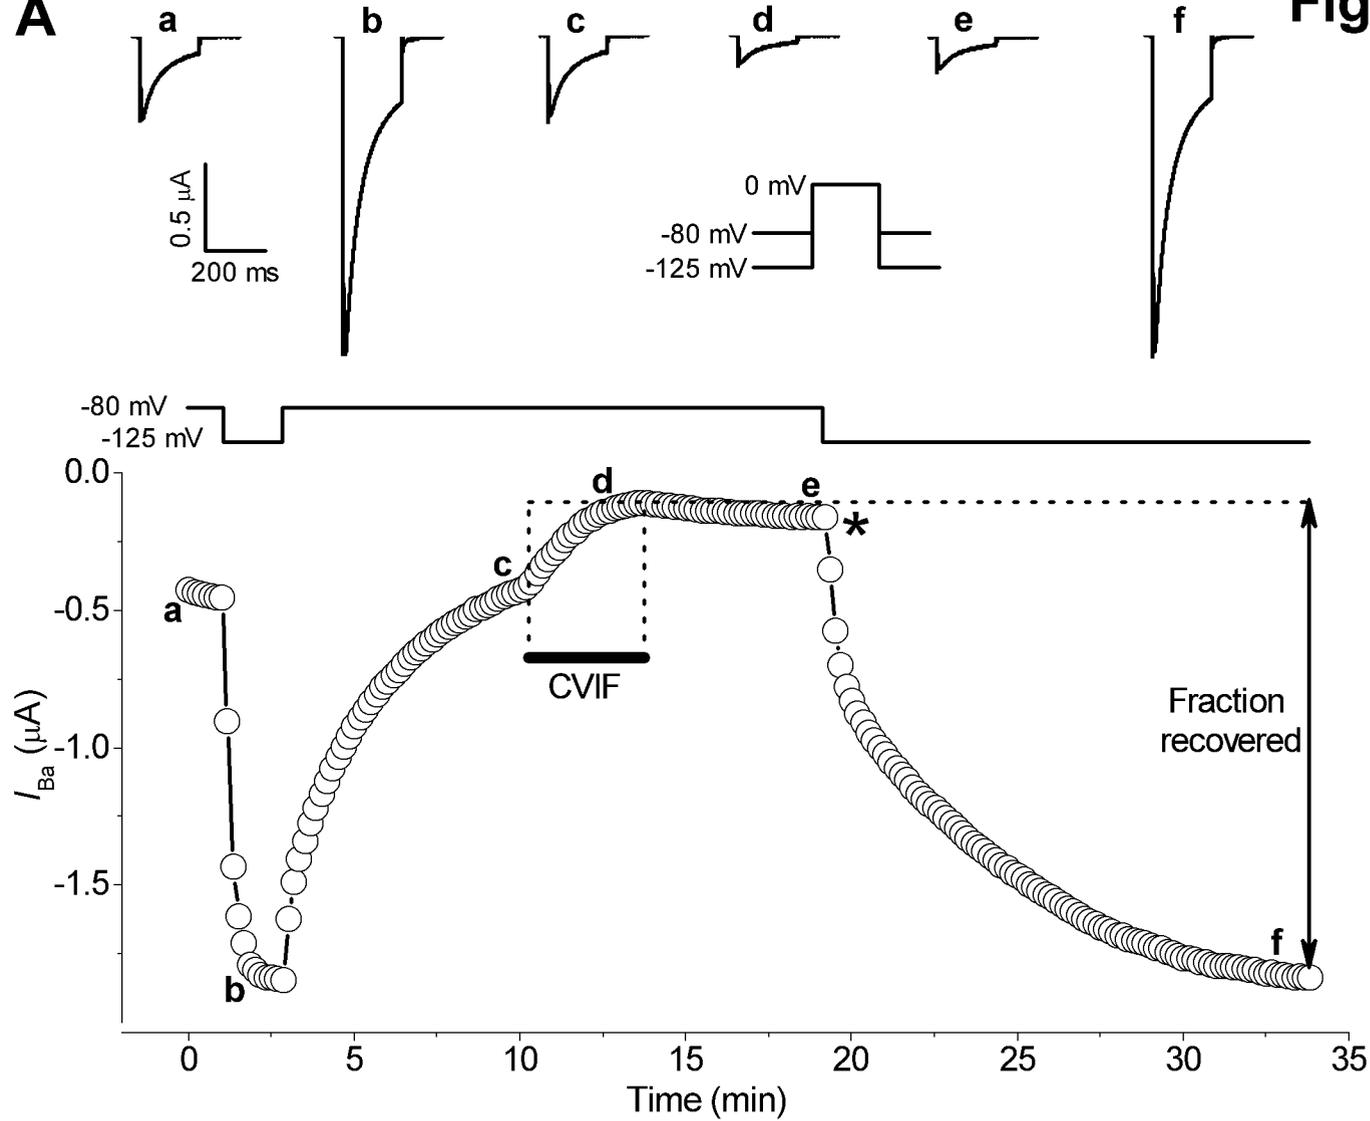 A a b c d e f Fig
0.5 μA
200 ms
0 mV
-80 mV
-125 mV
-80 mV
-125 mV
0.0
-0.5
-1.0
-1.5
I Ba (μA)
a
b
c
d
e
*
f
CVIF
Fraction
recovered
0 5 10 15 20 25 30 35
Time (min)